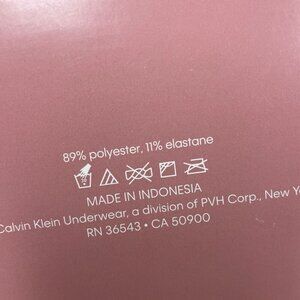 89% polyester, 11% elastane
MADE IN INDONESIA
Calvin Klein Underwear, a division of PVH Corp., New Yo
RN 36543 • CA 50900